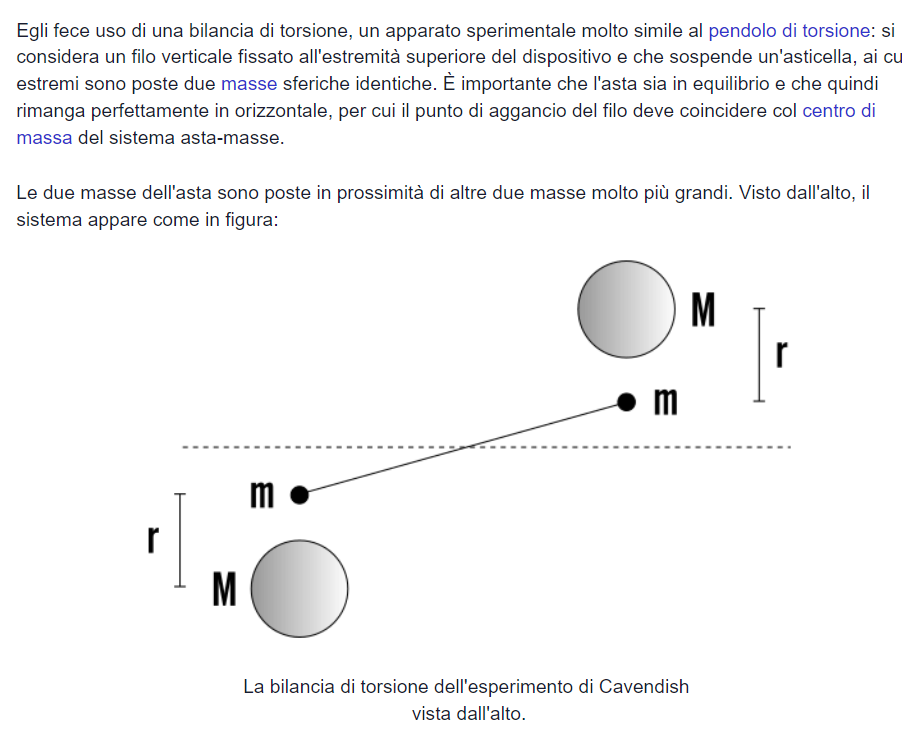 Egli fece uso di una bilancia di torsione, un apparato sperimentale molto simile al pendolo di torsione: si
considera un filo verticale fissato all'estremità superiore del dispositivo e che sospende un'asticella, ai cu
estremi sono poste due masse sferiche identiche. È importante che l'asta sia in equilibrio e che quindi
rimanga perfettamente in orizzontale, per cui il punto di aggancio del filo deve coincidere col centro di
massa del sistema asta-masse.
Le due masse dell'asta sono poste in prossimità di altre due masse molto più grandi. Visto dall'alto, il
sistema appare come in figura:
M
r
m
m
r
M
La bilancia di torsione dell'esperimento di Cavendish
vista dall'alto.